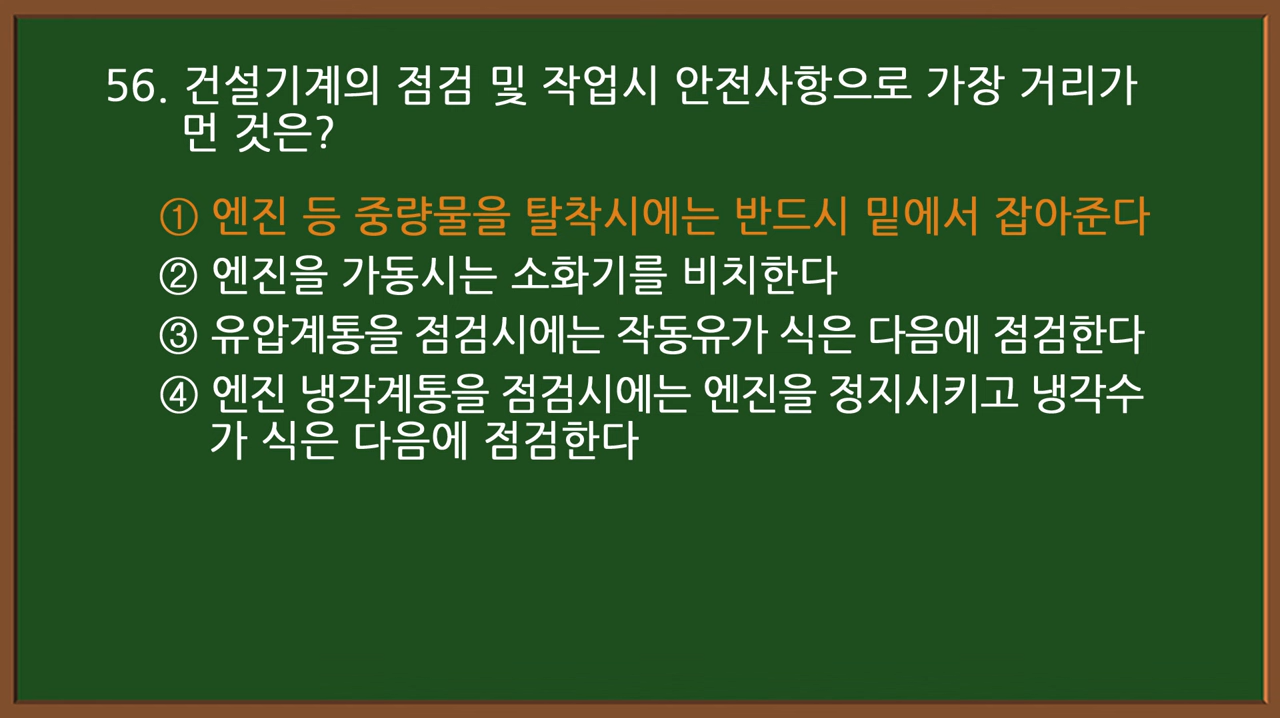 56. 건설기계의 점검 및 작업시 안전사항으로 가장 거리가
먼 것은?
① 엔진 등 중량물을 탈착시에는 반드시 밑에서 잡아준다
② 엔진을 가동시는 소화기를 비치한다
③ 유압계통을 점검시에는 작동유가 식은 다음에 점검한다
④ 엔진 냉각계통을 점검시에는 엔진을 정지시키고 냉각수
가 식은 다음에 점검한다